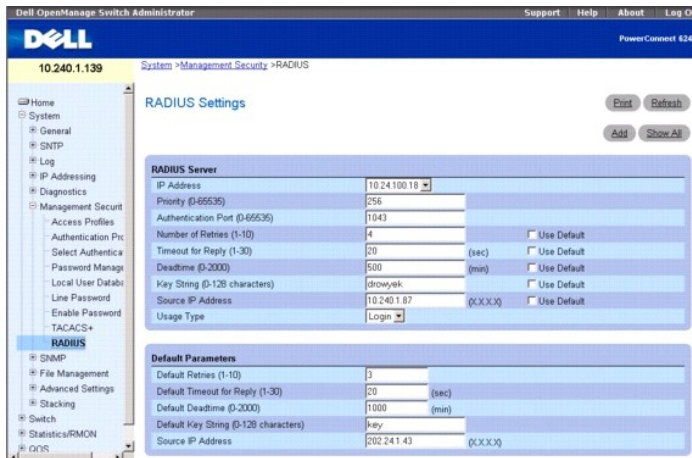 Dell OpenManage Switch Administrator
Support Help About Log O
DELL
PowerConnect 624
10.240.1.139
System >Management Security >RADIUS
Home
System
General
SNTP
Log
IP Addressing
Diagnostics
Management Securit
Access Profiles
Authentication Pro
Select Authentica
Password Manage
Local User Databa
Line Password
Enable Password
TACACS+
RADIUS
SNMP
File Management
Advanced Settings
Stacking
Switch
Statistics/RMON
QOS
RADIUS Settings
Print Refresh
Add Show All
RADIUS Server
IP Address 10.24.100.18
Priority (0-65535) 256
Authentication Port (0-65535) 1043
Number of Retries (1-10) 4 Use Default
Timeout for Reply (1-30) 20 (sec) Use Default
Deadtime (0-2000) 500 (min) Use Default
Key String (0-128 characters) drowyek Use Default
Source IP Address 10.240.1.87 (X.X.X.X) Use Default
Usage Type Login
Default Parameters
Default Retries (1-10) 3
Default Timeout for Reply (1-30) 20 (sec)
Default Deadtime (0-2000) 1000 (min)
Default Key String (0-128 characters) key
Source IP Address 202.24.1.43 (X.X.X.X)